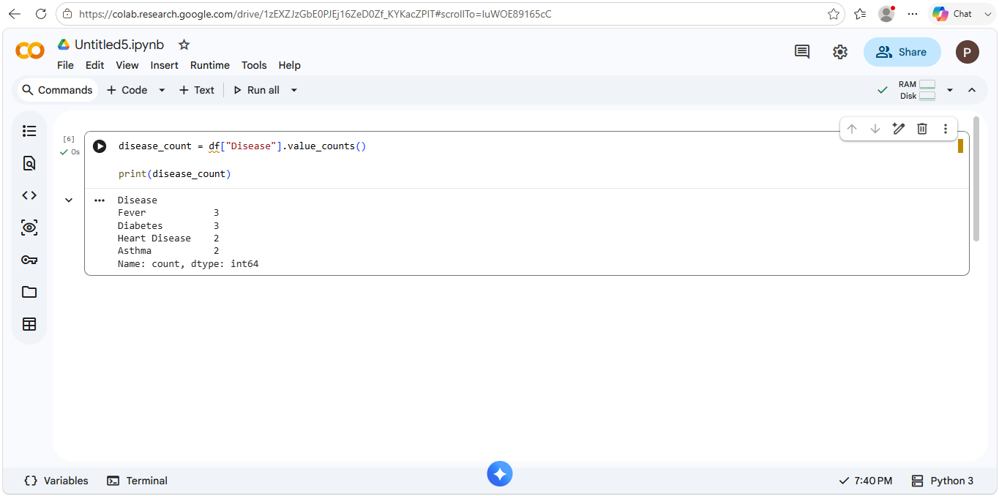 https://colab.research.google.com/drive/1zEXZJzGbE0PJEj16ZeD0Zf_KYKacZPIT#scrollTo=IuWOE89165cC
Chat
CO
Untitled5.ipynb
File Edit View Insert Runtime Tools Help
Share
P
Commands + Code + Text Run all
RAM
Disk
[6]
0s
disease_count = df["Disease"].value_counts()
print(disease_count)
Disease
Fever 3
Diabetes 3
Heart Disease 2
Asthma 2
Name: count, dtype: int64
Variables Terminal
7:40 PM Python 3